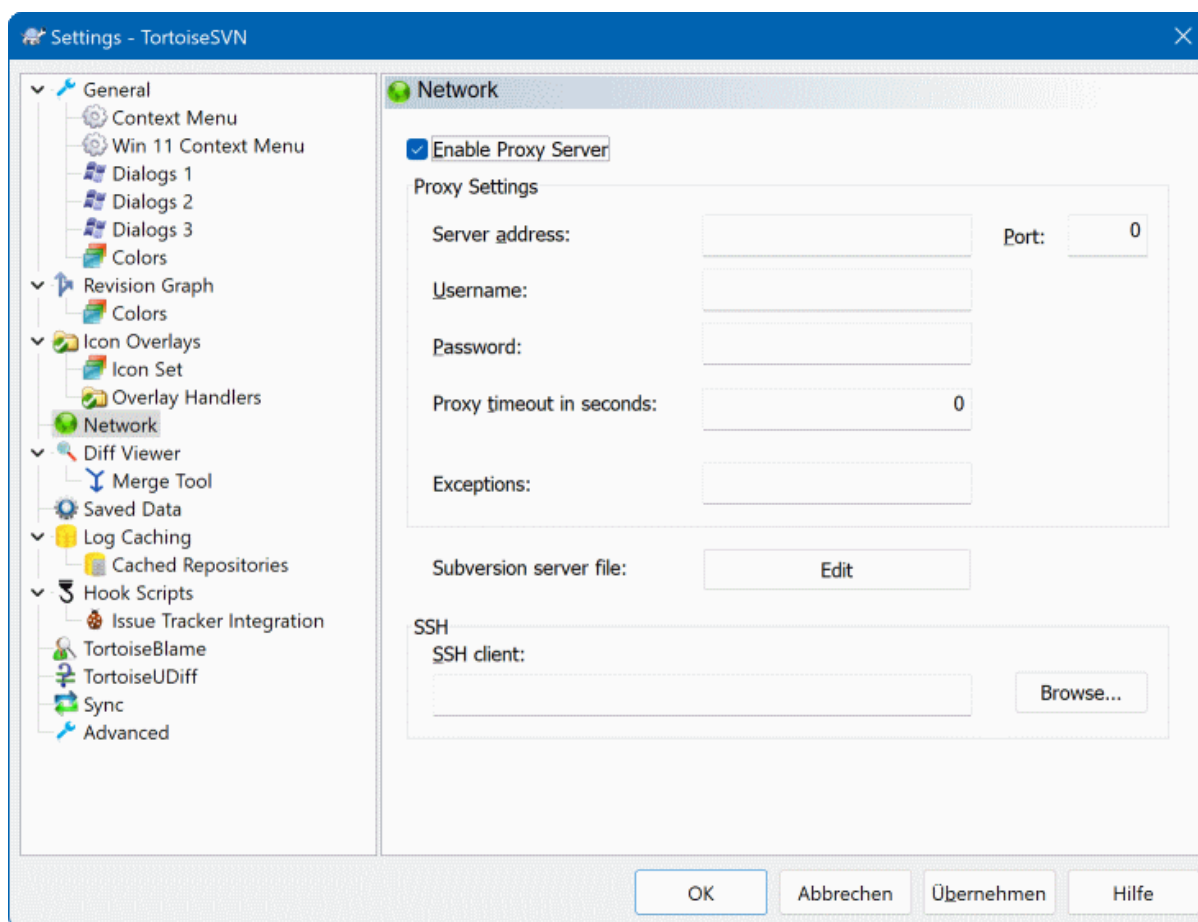 Settings - TortoiseSVN
General
Context Menu
Win 11 Context Menu
Dialogs 1
Dialogs 2
Dialogs 3
Colors
Revision Graph
Colors
Icon Overlays
Icon Set
Overlay Handlers
Network
Diff Viewer
Merge Tool
Saved Data
Log Caching
Cached Repositories
Hook Scripts
Issue Tracker Integration
TortoiseBlame
TortoiseUDiff
Sync
Advanced
Network
Enable Proxy Server
Proxy Settings
Server address:
Port: 0
Username:
Password:
Proxy timeout in seconds: 0
Exceptions:
Subversion server file: Edit
SSH
SSH client:
Browse...
OK Abbrechen Übernehmen Hilfe